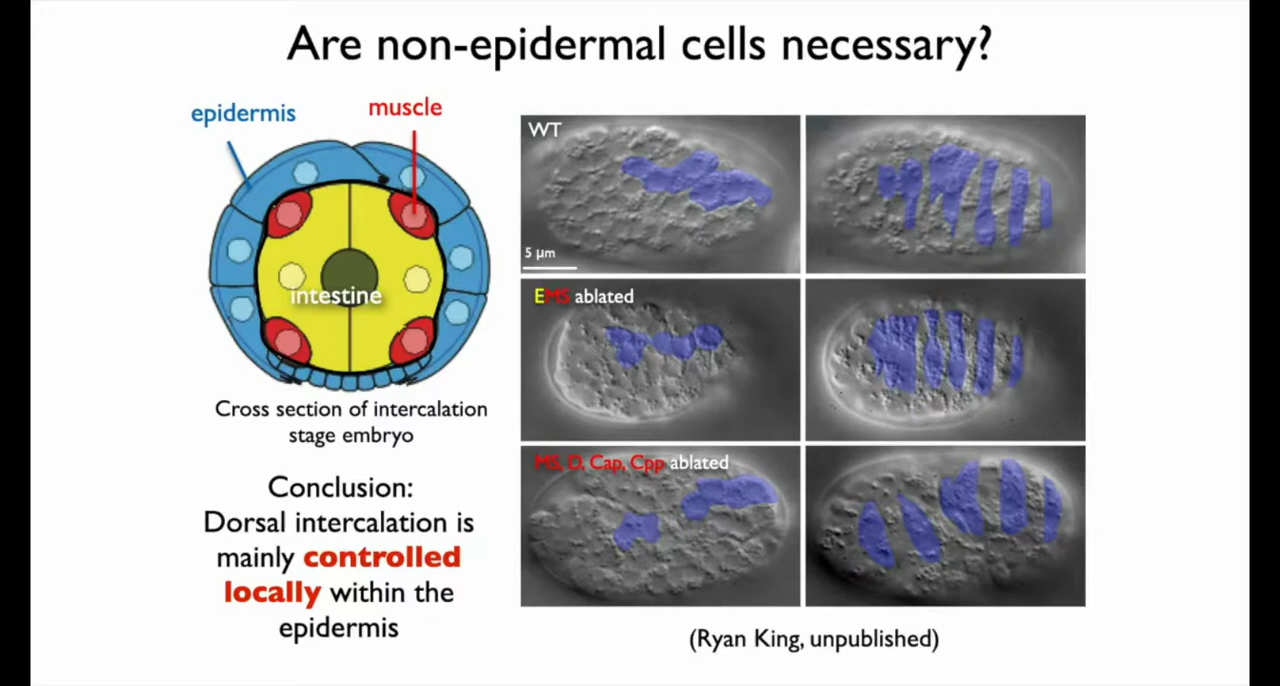 Are non-epidermal cells necessary?
epidermis
muscle
intestine
Cross section of intercalation
stage embryo
Conclusion:
Dorsal intercalation is
mainly controlled
locally within the
epidermis
WT
5 µm
EMS ablated
MS, D, Cap, Cpp ablated
(Ryan King, unpublished)